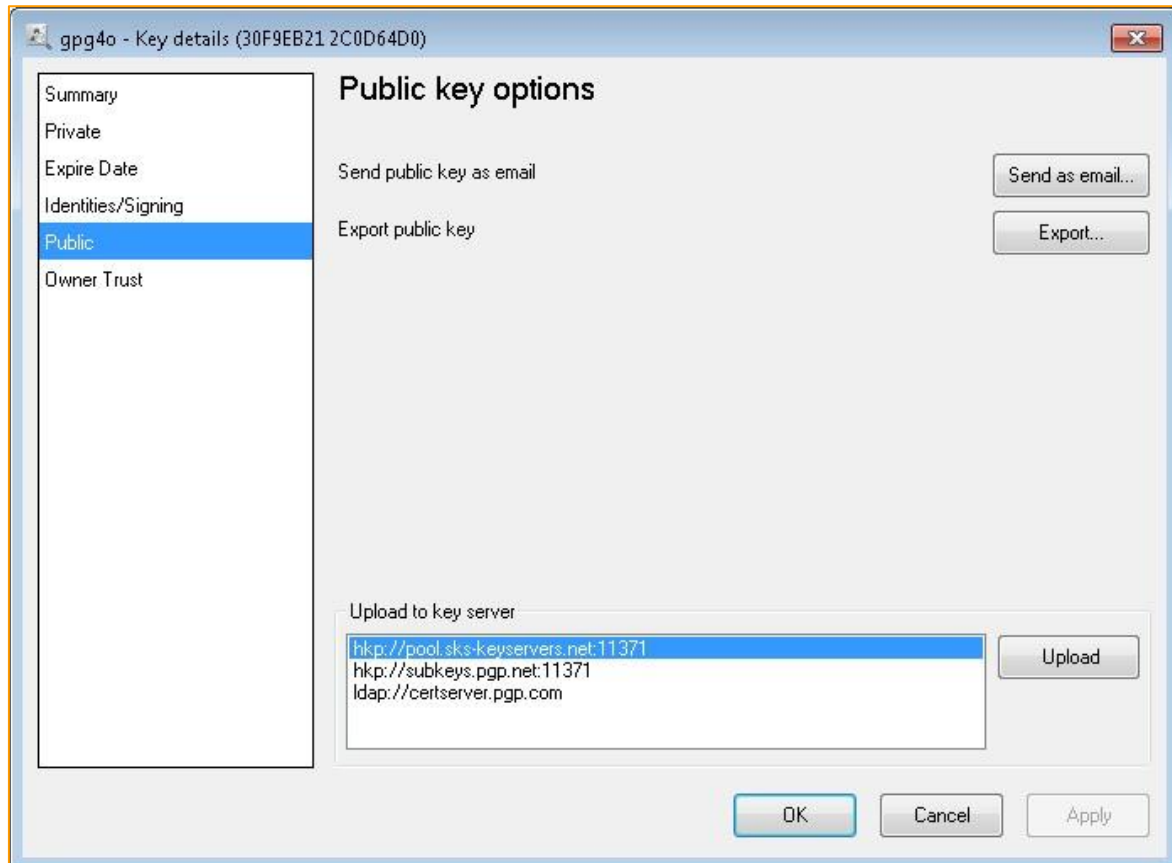 gpg4o - Key details (30F9EB21 2C0D64D0)
Summary
Private
Expire Date
Identities/Signing
Public
Owner Trust
Public key options
Send public key as email
Send as email...
Export public key
Export...
Upload to key server
hkp://pool.sks-keyservers.net:11371
hkp://subkeys.pgp.net:11371
ldap://certserver.pgp.com
Upload
OK
Cancel
Apply